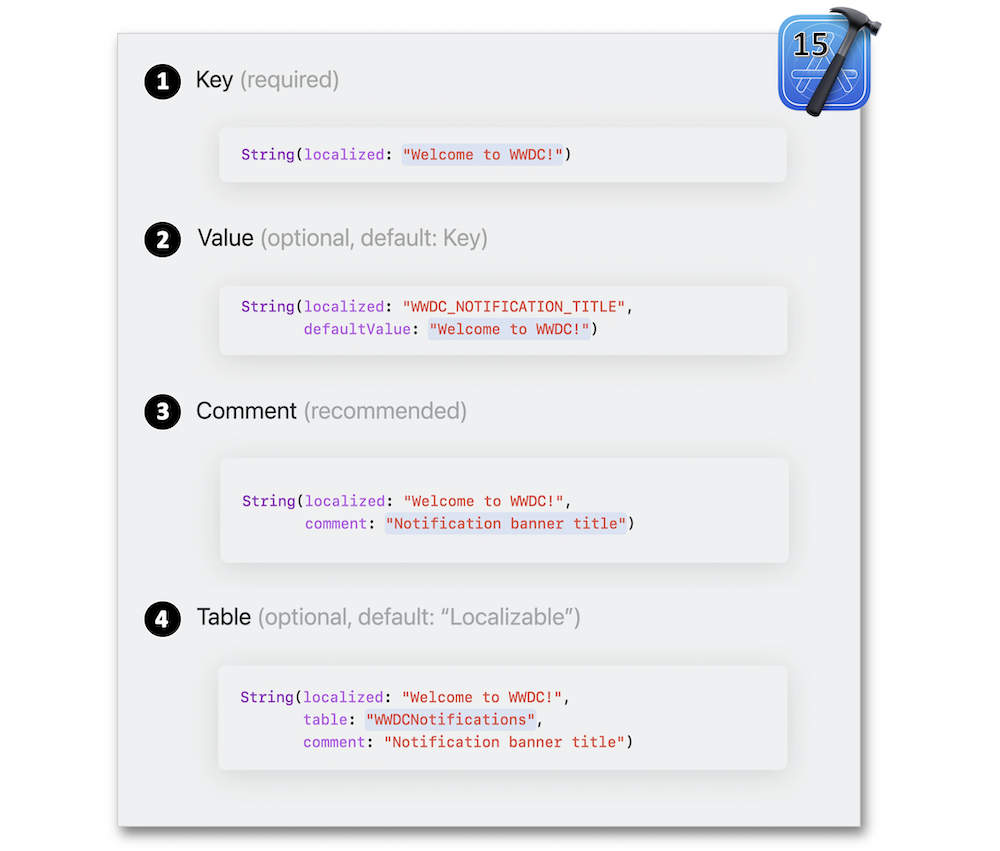 15
1 Key (required)
String(localized: "Welcome to WWDC!")
2 Value (optional, default: Key)
String(localized: "WWDC_NOTIFICATION_TITLE",
defaultValue: "Welcome to WWDC!")
3 Comment (recommended)
String(localized: "Welcome to WWDC!",
comment: "Notification banner title")
4 Table (optional, default: “Localizable”)
String(localized: "Welcome to WWDC!",
table: "WWDCNotifications",
comment: "Notification banner title")